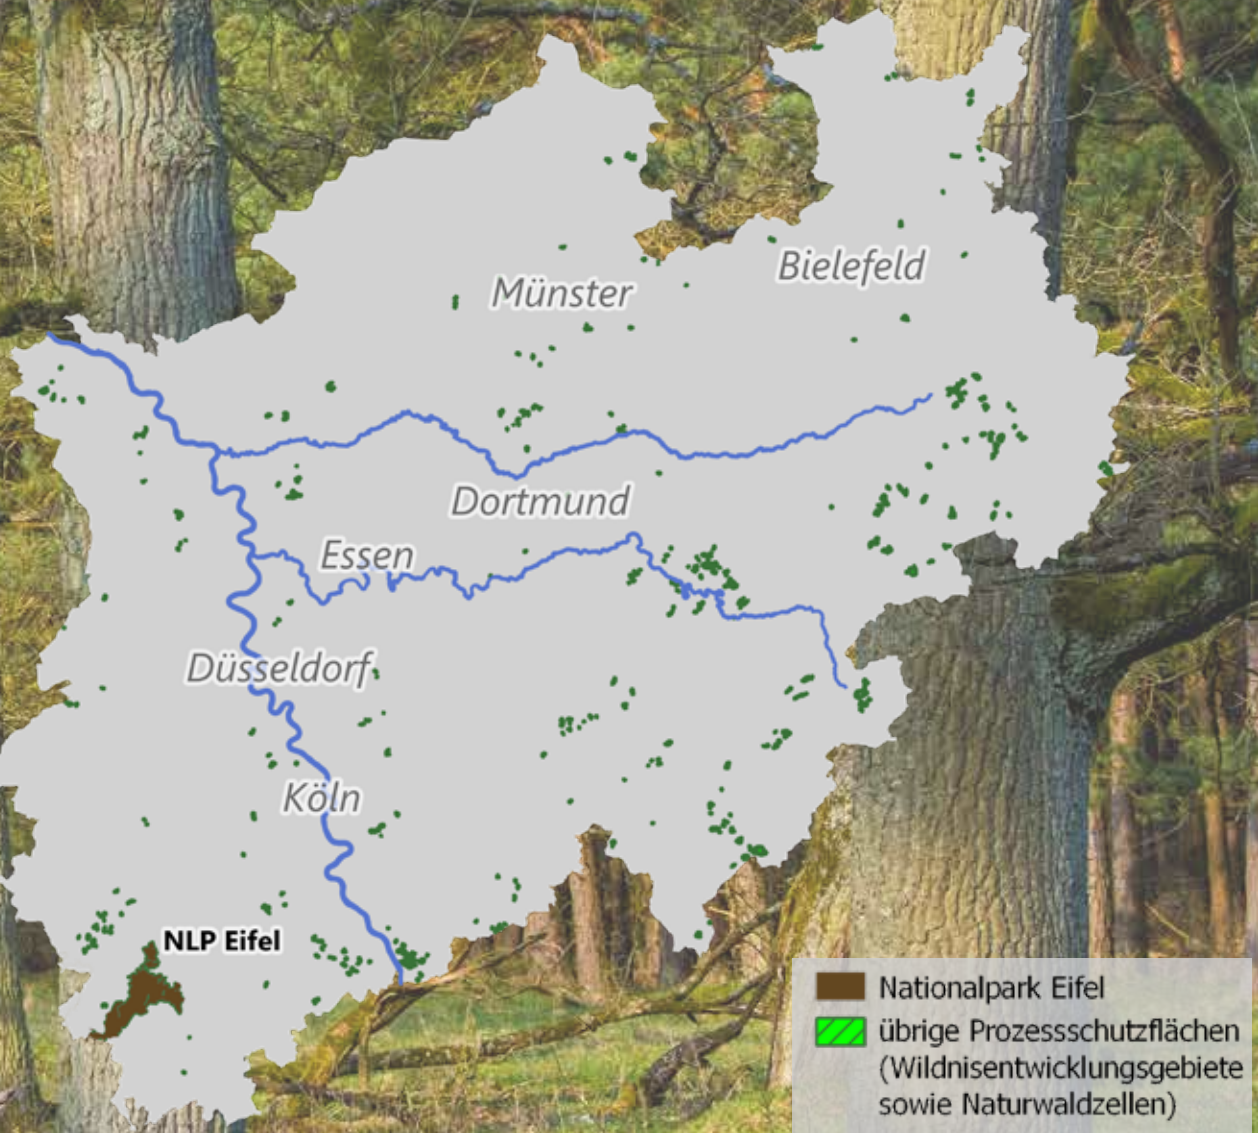 Bielefeld
Münster
Dortmund
Essen
Düsseldorf
Köln
NLP Eifel
Nationalpark Eifel
übrige Prozessschutzflächen
(Wildnisentwicklungsgebiete
sowie Naturwaldzellen)